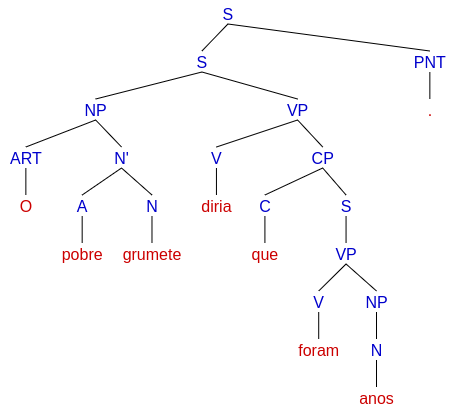 S
S PNT
NP VP .
ART N' V CP
O A N diria C S
pobre grumete que VP
V NP
foram N
anos